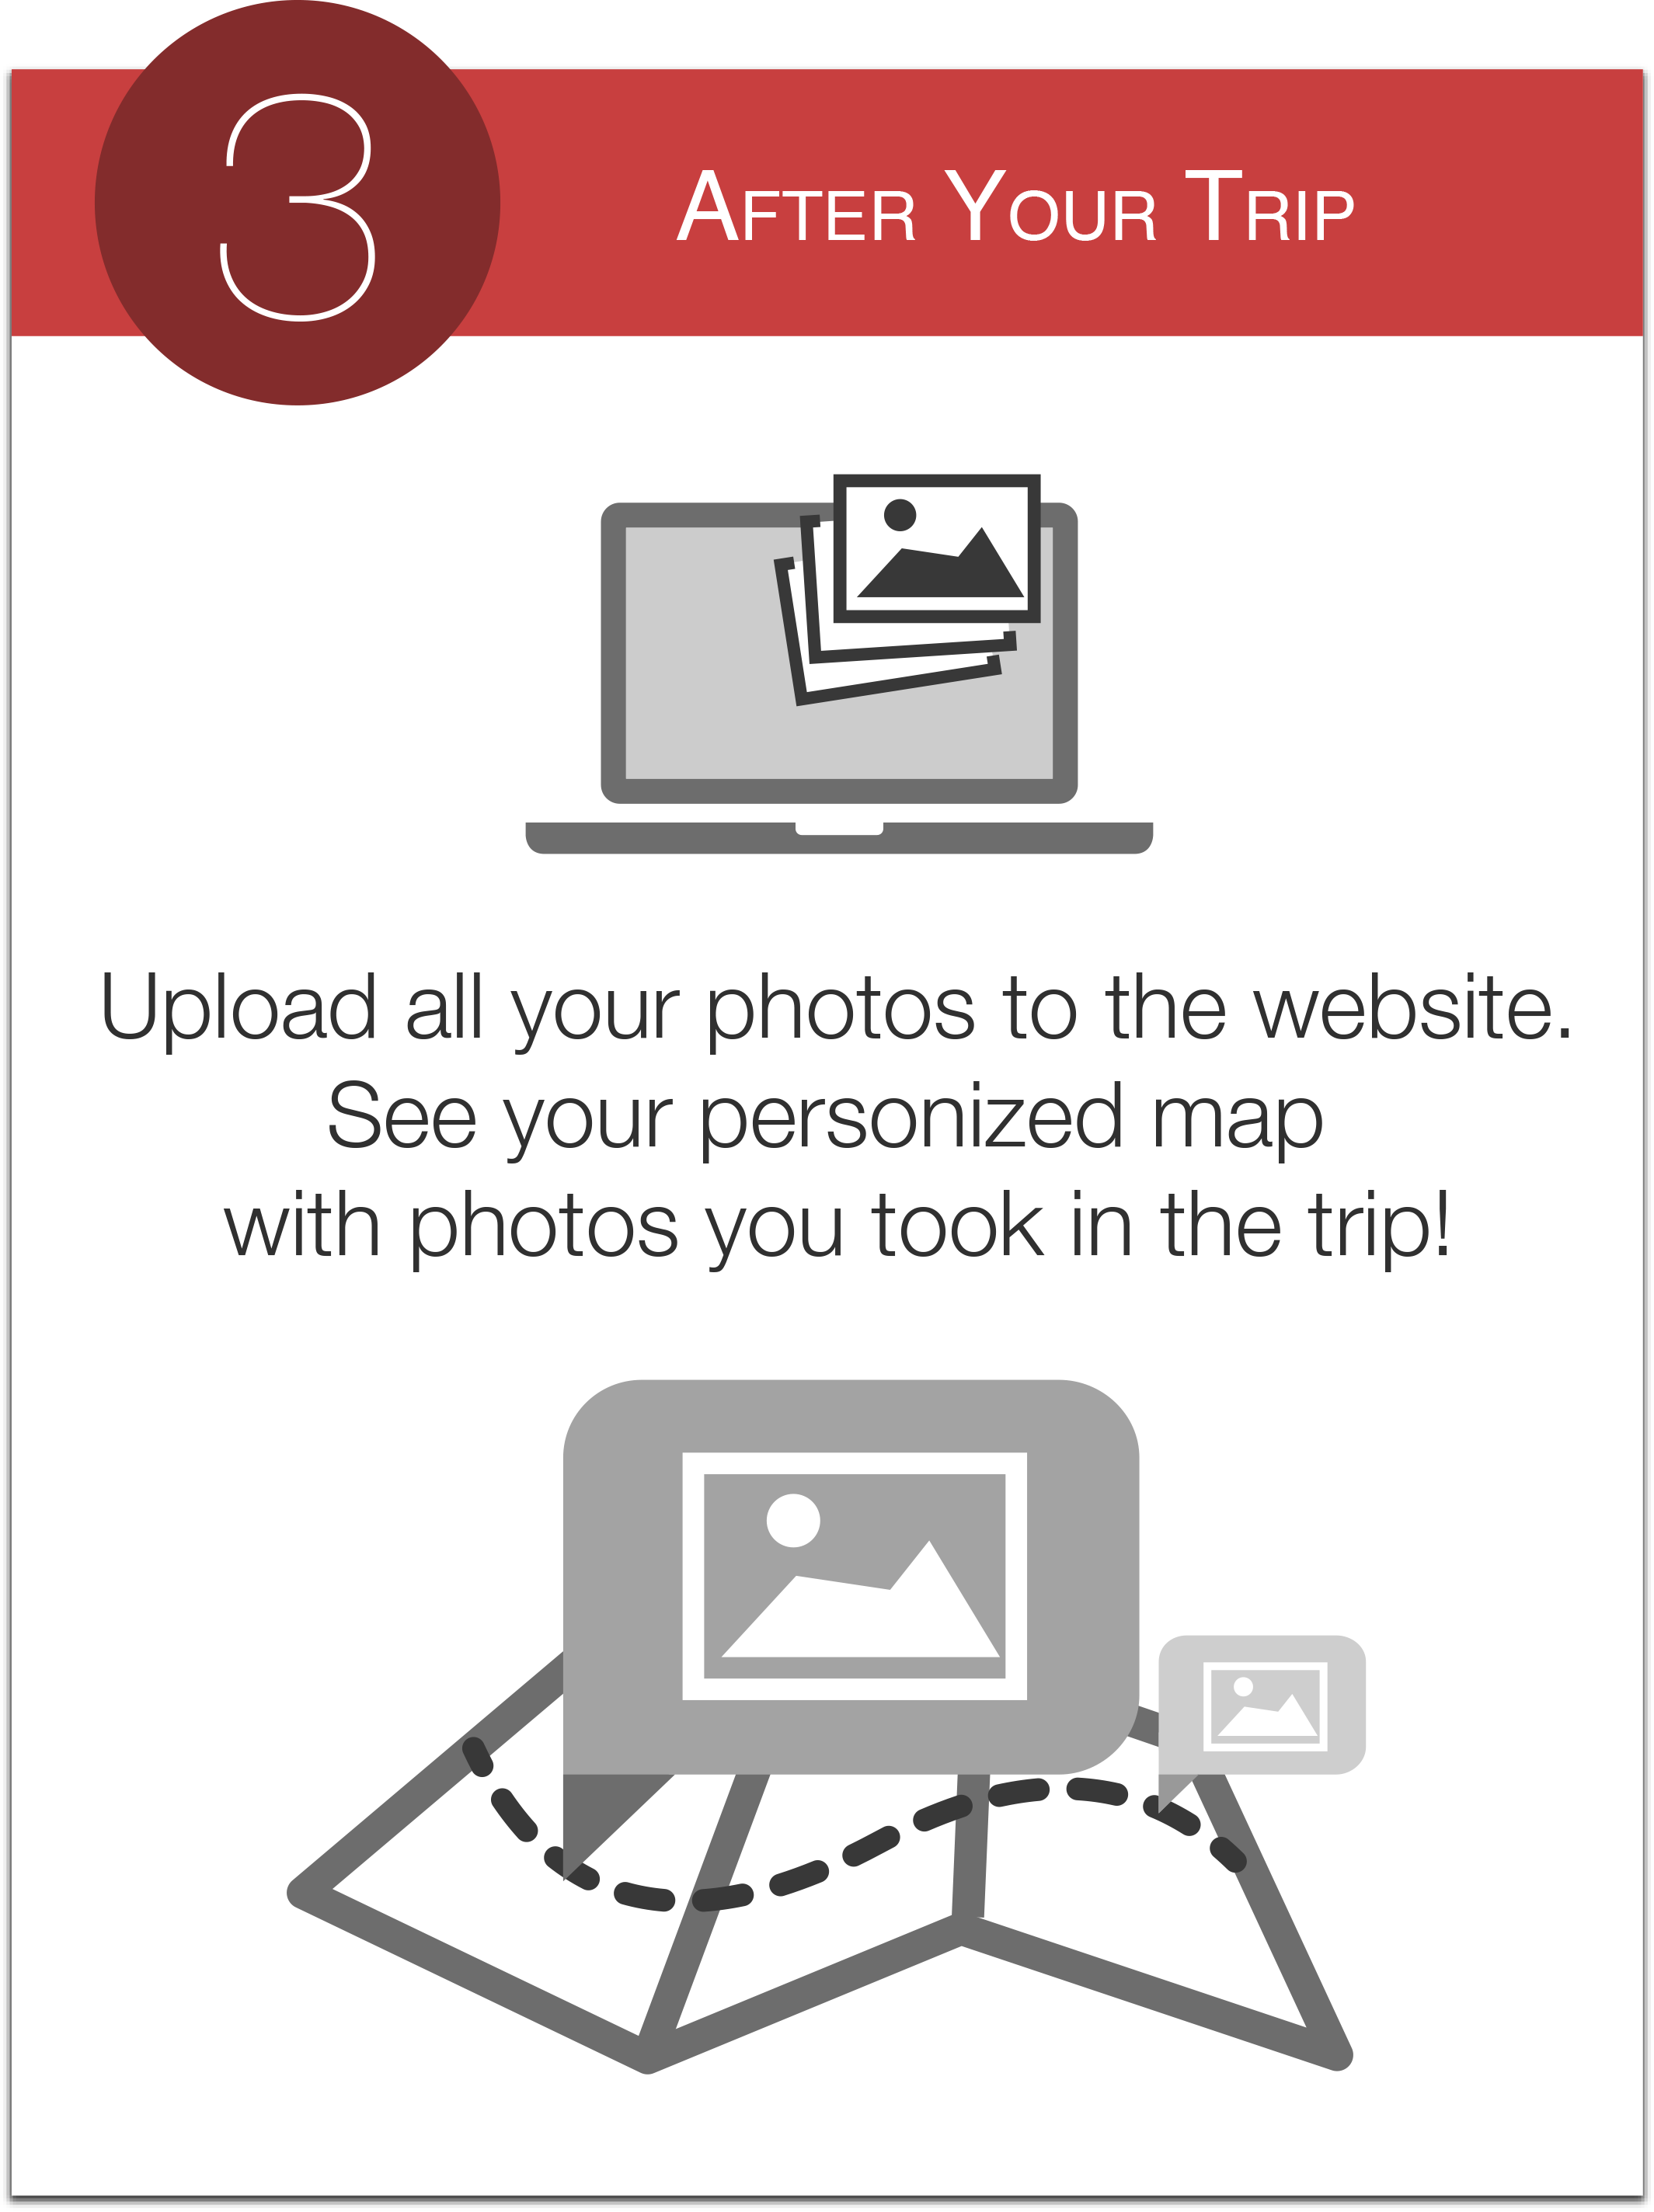 3
After Your Trip
Upload all your photos to the website.
See your personized map
with photos you took in the trip!